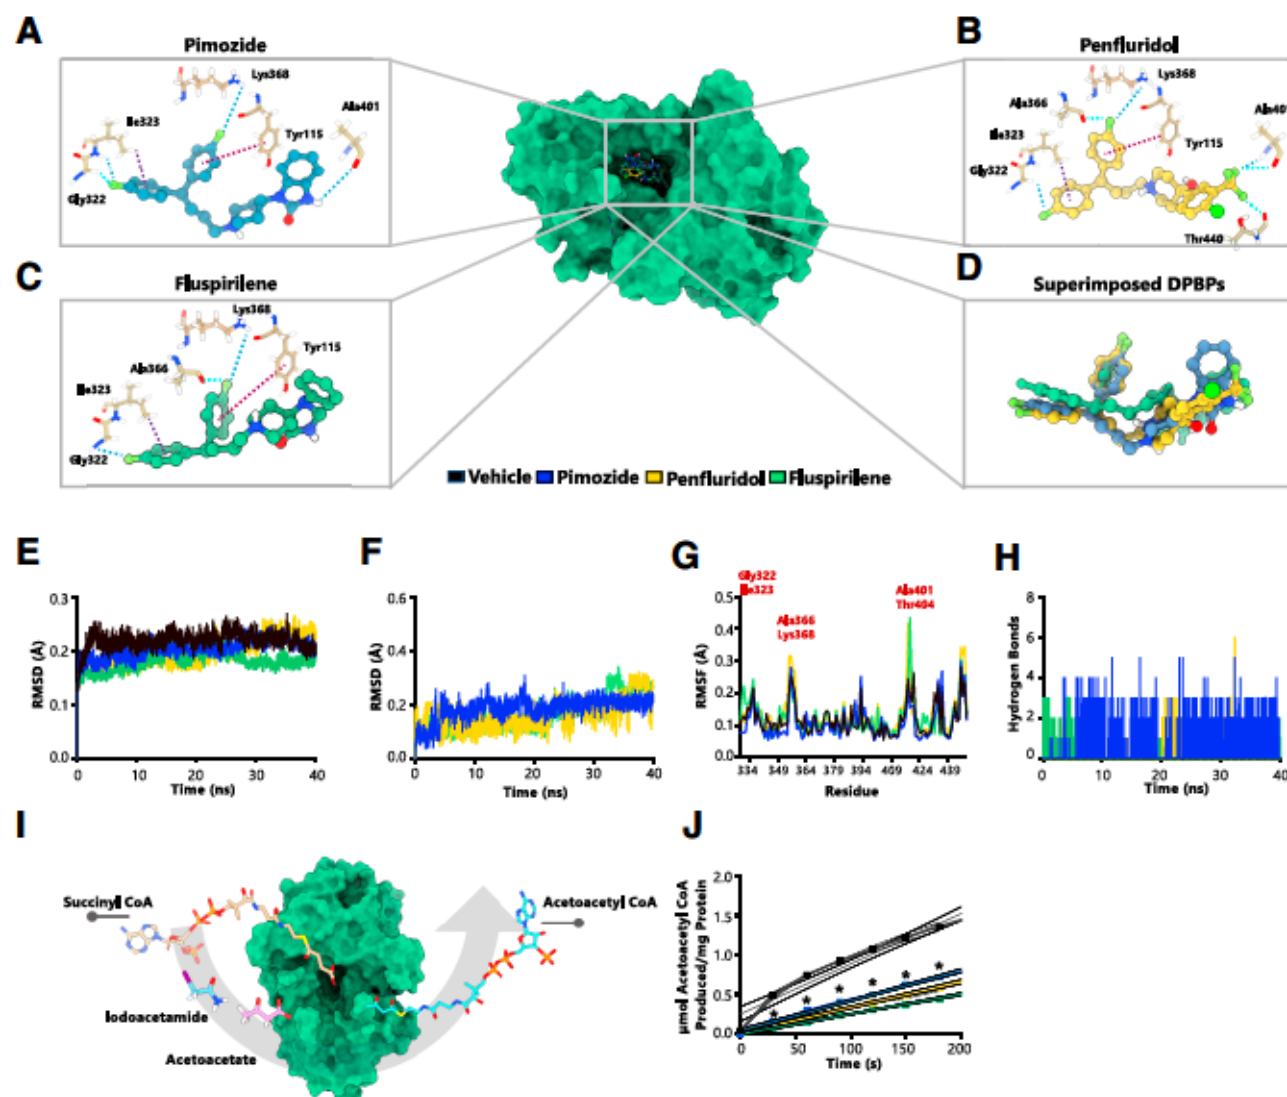 A
Pimozide
Lys368
Ala401
Ile323
Tyr115
Gly322
B
Penfluridol
Lys368
Ala366
Ala401
Ile323
Tyr115
Gly322
Thr440
C
Fluspirilene
Lys368
Tyr115
Ala366
Ile323
Gly322
D
Superimposed DPBPs
Vehicle Pimozide Penfluridol Fluspirilene
E
RMSD (Å)
0.3
0.2
0.1
0.0
0 10 20 30 40
Time (ns)
F
RMSD (Å)
0.6
0.4
0.2
0.0
0 10 20 30 40
Time (ns)
G
Gly322
Ile323
Ala366
Lys368
Ala401
Thr404
RMSF (Å)
0.5
0.4
0.3
0.2
0.1
0.0
334 349 364 379 394 409 424 439
Residue
H
Hydrogen Bonds
8
6
4
2
0
0 10 20 30 40
Time (ns)
I
Succinyl CoA
Acetoacetyl CoA
Iodoacetamide
Acetoacetate
J
µmol Acetoacetyl CoA
Produced/mg Protein
2.0
1.5
1.0
0.5
0.0
* * * * * *
0 50 100 150 200
Time (s)